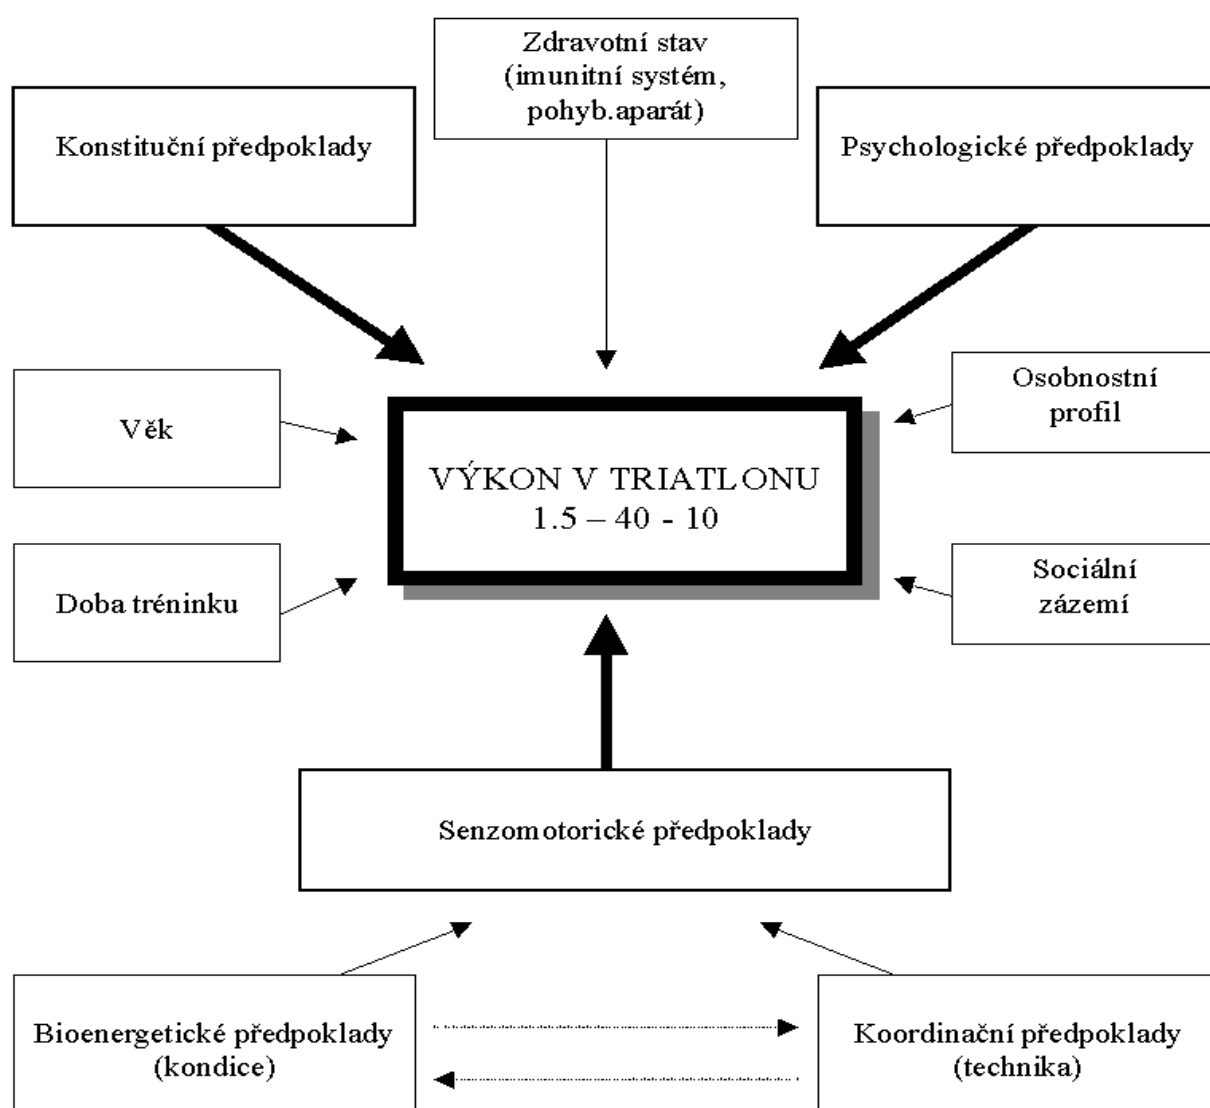 Zdravotní stav
(imunitní systém,
pohyb.aparát)
Konstituční předpoklady
Psychologické předpoklady
Věk
Osobnostní
profil
VÝKON V TRIATLONU
1.5 – 40 - 10
Doba tréninku
Sociální
zázemí
Senzomotorické předpoklady
Bioenergetické předpoklady
(kondice)
Koordinační předpoklady
(technika)